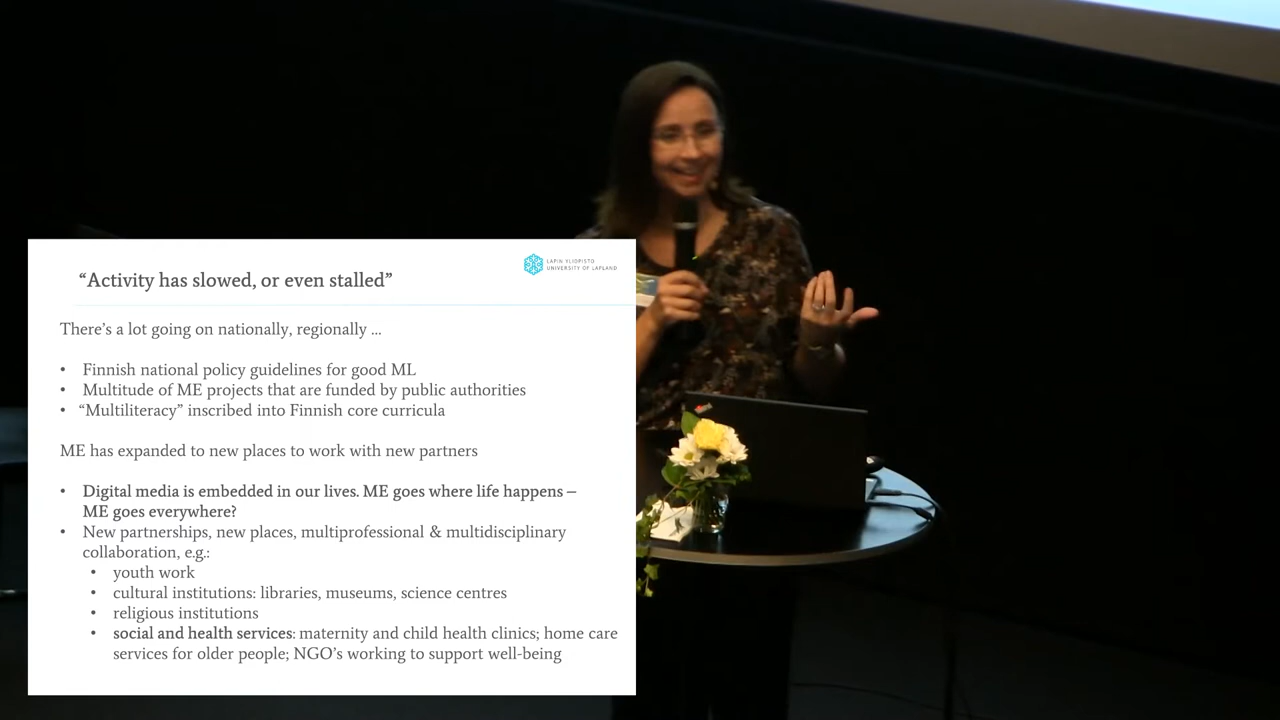 LAPIN YLIOPISTO
UNIVERSITY OF LAPLAND
“Activity has slowed, or even stalled”
There’s a lot going on nationally, regionally ...
• Finnish national policy guidelines for good ML
• Multitude of ME projects that are funded by public authorities
• “Multiliteracy” inscribed into Finnish core curricula
ME has expanded to new places to work with new partners
• Digital media is embedded in our lives. ME goes where life happens –
ME goes everywhere?
• New partnerships, new places, multiprofessional & multidisciplinary
collaboration, e.g.:
• youth work
• cultural institutions: libraries, museums, science centres
• religious institutions
• social and health services: maternity and child health clinics; home care
services for older people; NGO’s working to support well-being